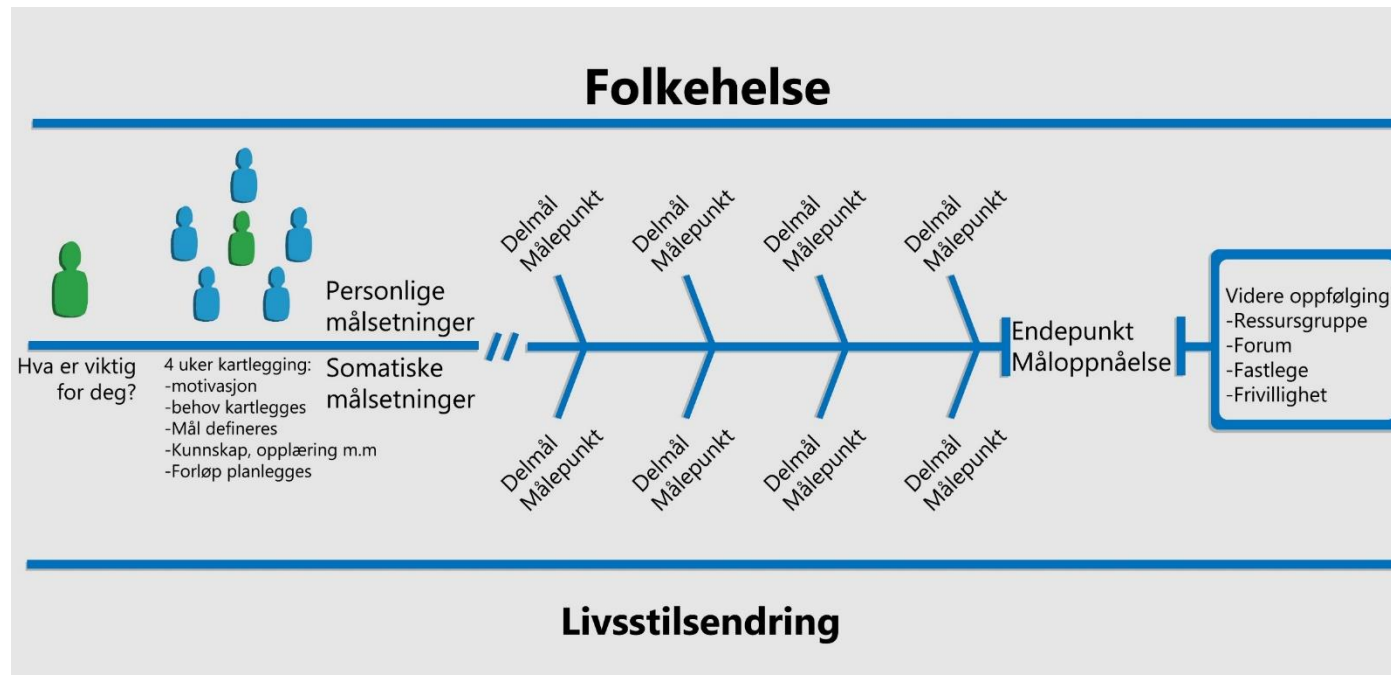 Folkehelse
Hva er viktig
for deg?
4 uker kartlegging:
-motivasjon
-behov kartlegges
-Mål defineres
-Kunnskap, opplæring m.m
-Forløp planlegges
Personlige
målsetninger
Somatiske
målsetninger
Delmål
Målepunkt
Delmål
Målepunkt
Delmål
Målepunkt
Delmål
Målepunkt
Delmål
Målepunkt
Delmål
Målepunkt
Delmål
Målepunkt
Delmål
Målepunkt
Endepunkt
Måloppnåelse
Videre oppfølging
-Ressursgruppe
-Forum
-Fastlege
-Frivillighet
Livsstilsendring